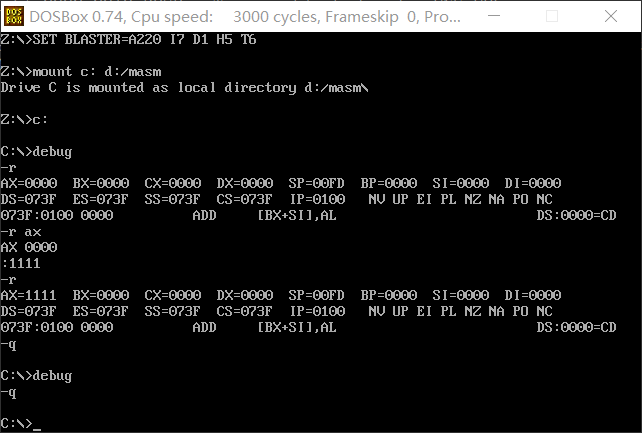 DOS BOX DOSBox 0.74, Cpu speed: 3000 cycles, Frameskip 0, Pro...
Z:\>SET BLASTER=A220 I7 D1 H5 T6
Z:\>mount c: d:/masm
Drive C is mounted as local directory d:/masm\
Z:\>c:
C:\>debug
-r
AX=0000 BX=0000 CX=0000 DX=0000 SP=00FD BP=0000 SI=0000 DI=0000
DS=073F ES=073F SS=073F CS=073F IP=0100 NV UP EI PL NZ NA PO NC
073F:0100 0000 ADD [BX+SI],AL DS:0000=CD
-r ax
AX 0000
:1111
-r
AX=1111 BX=0000 CX=0000 DX=0000 SP=00FD BP=0000 SI=0000 DI=0000
DS=073F ES=073F SS=073F CS=073F IP=0100 NV UP EI PL NZ NA PO NC
073F:0100 0000 ADD [BX+SI],AL DS:0000=CD
-q
C:\>debug
-q
C:\>_